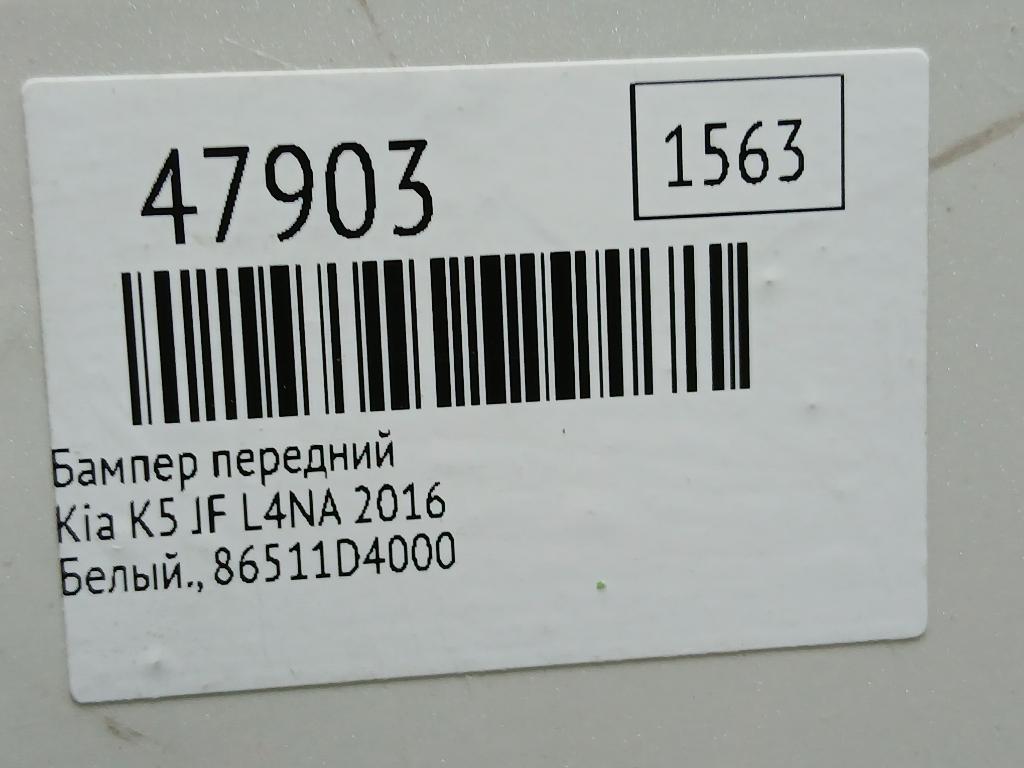 47903
1563
Бампер передний
Kia K5 JF L4NA 2016
Белый., 86511D4000